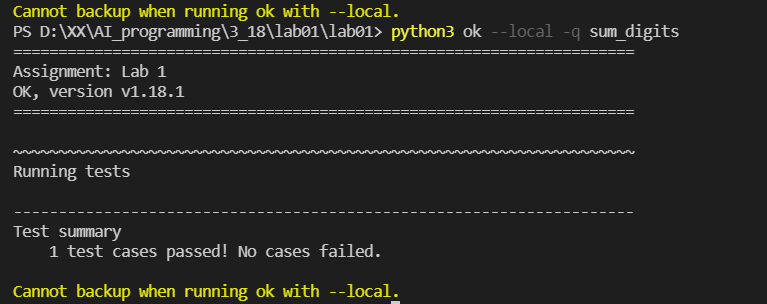 Cannot backup when running ok with --local.
PS D:\XX\AI_programming\3_18\lab01\lab01> python3 ok --local -q sum_digits
=====================================================================
Assignment: Lab 1
OK, version v1.18.1
=====================================================================
~~~~~~~~~~~~~~~~~~~~~~~~~~~~~~~~~~~~~~~~~~~~~~~~~~~~~~~~~~~~~~~~~~~~~
Running tests
---------------------------------------------------------------------
Test summary
    1 test cases passed! No cases failed.
Cannot backup when running ok with --local.